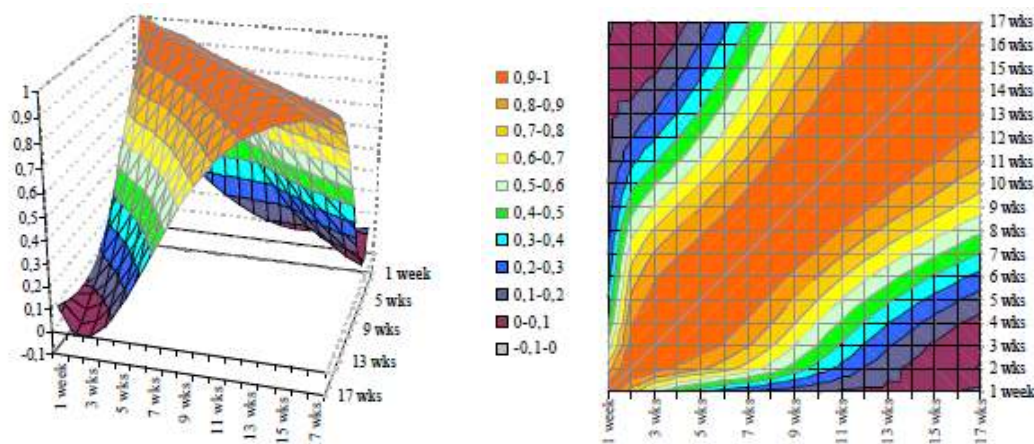 1
0,9
0,8
0,7
0,6
0,5
0,4
0,3
0,2
0,1
0
-0,1
1 week
3 wks
5 wks
7 wks
9 wks
11 wks
13 wks
15 wks
7 wks
1 week
5 wks
9 wks
13 wks
17 wks
0,9-1
0,8-0,9
0,7-0,8
0,6-0,7
0,5-0,6
0,4-0,5
0,3-0,4
0,2-0,3
0,1-0,2
0-0,1
-0,1-0
17 wks
16 wks
15 wks
14 wks
13 wks
12 wks
11 wks
10 wks
9 wks
8 wks
7 wks
6 wks
5 wks
4 wks
3 wks
2 wks
1 week
1 week
3 wks
5 wks
7 wks
9 wks
11 wks
13 wks
15 wks
17 wks